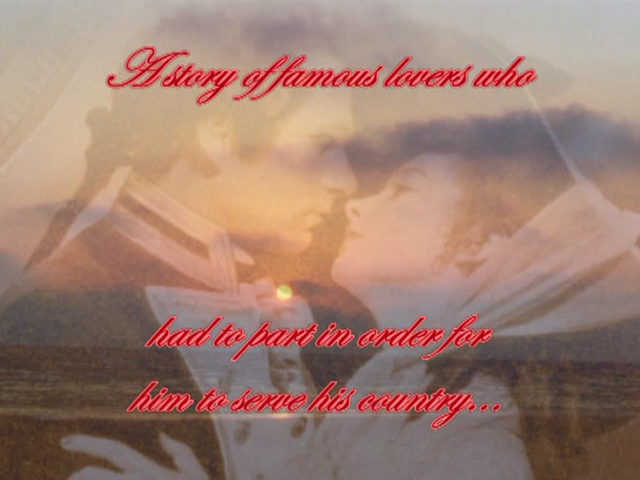 A story of famous lovers who
had to part in order for
him to serve his country...